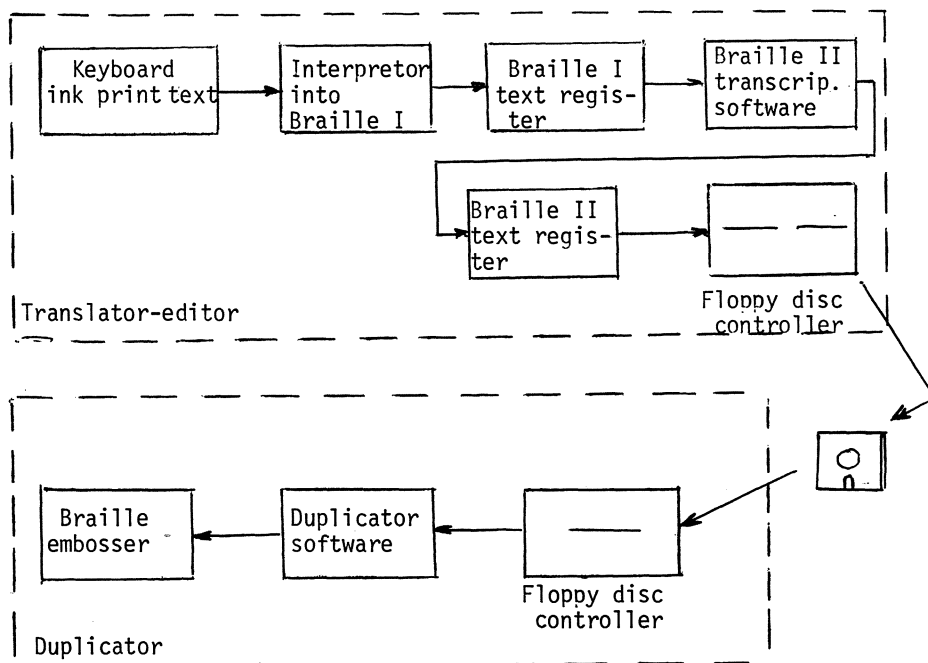 Keyboard
ink print text
Interpretor
into
Braille I
Braille I
text regis-
ter
Braille II
transcrip.
software
Braille II
text regis-
ter
Floppy disc
controller
Translator-editor
Braille
embosser
Duplicator
software
Floppy disc
controller
Duplicator